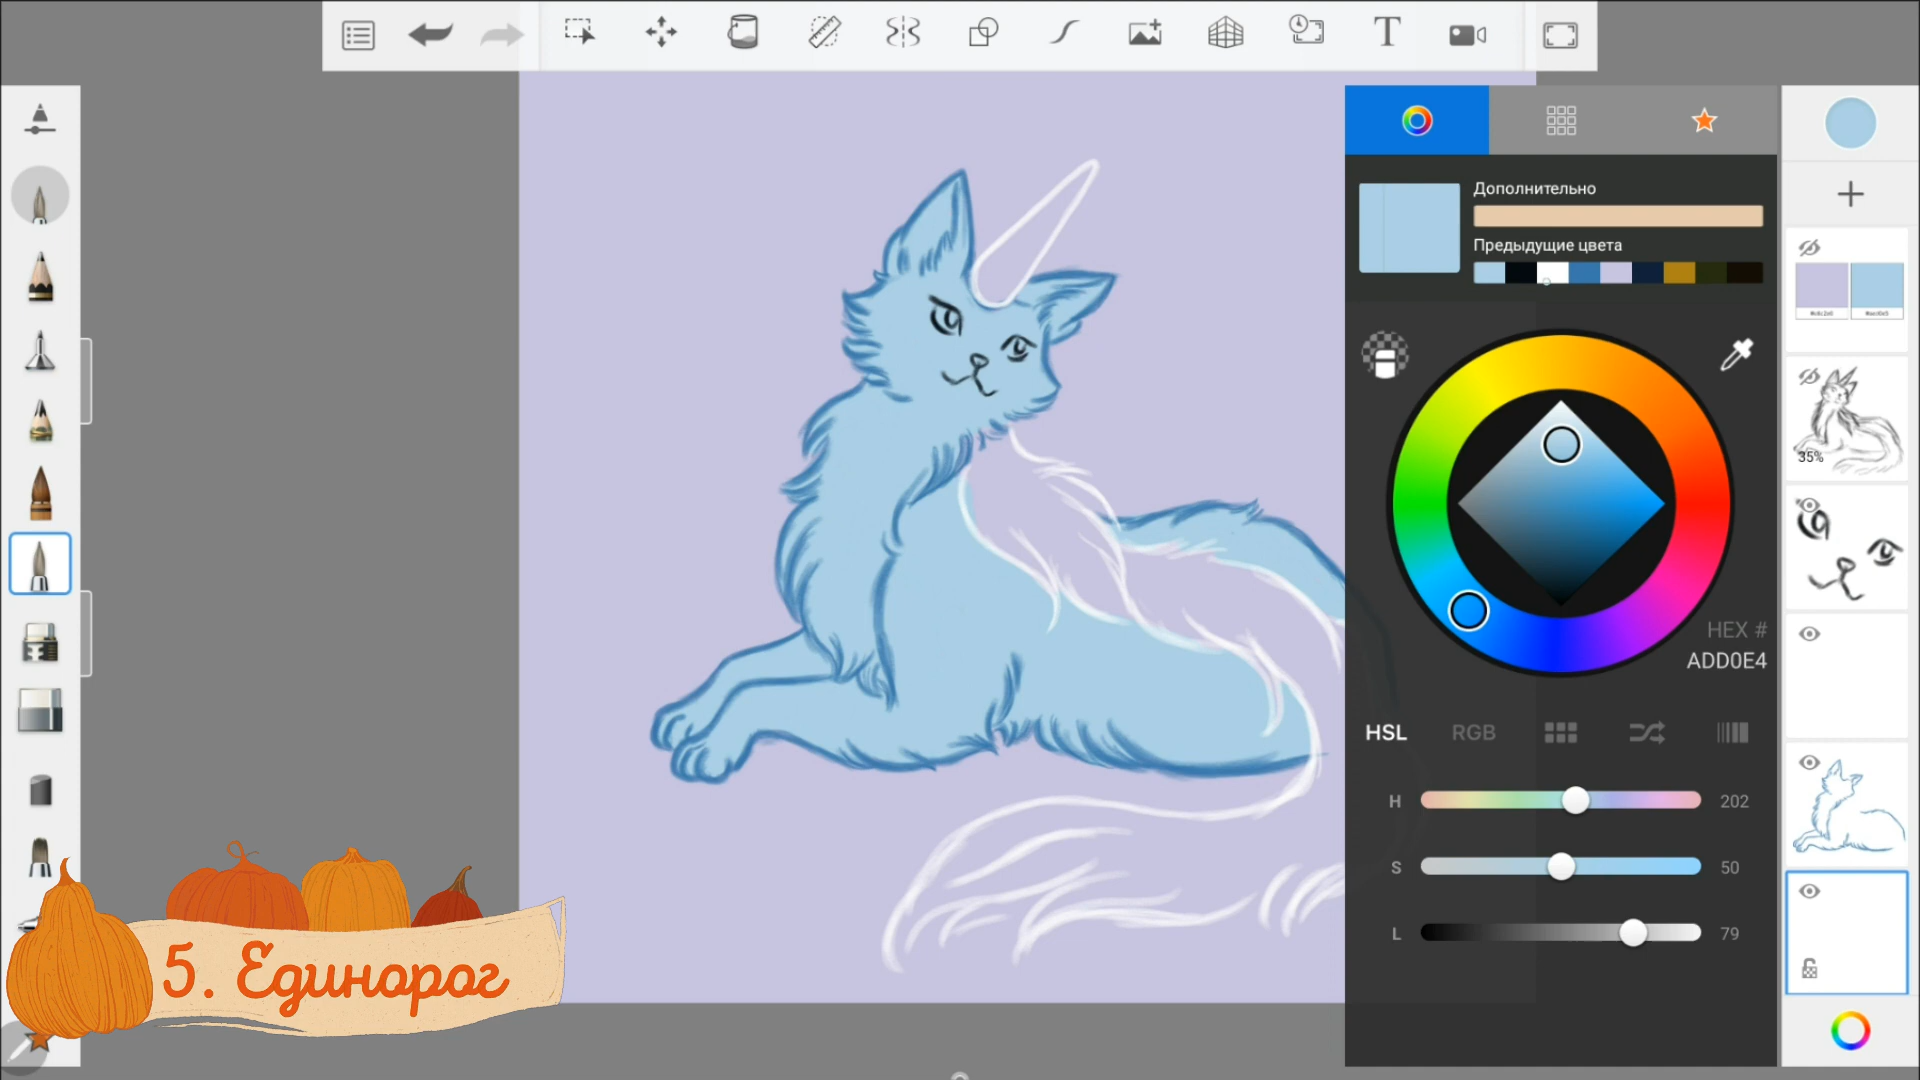 T
Дополнительно
Предыдущие цвета
35%
HEX #
ADD0E4
HSL
RGB
H
202
S
50
L
79
5. Единорог